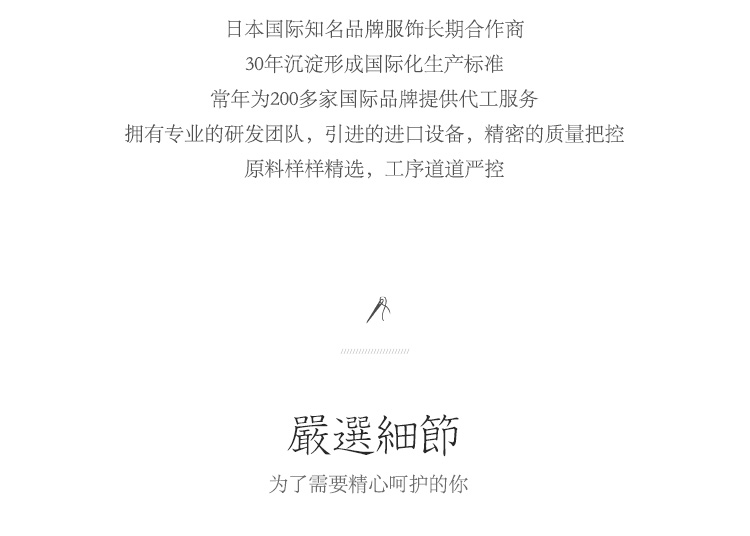 日本国际知名品牌服饰长期合作商
30年沉淀形成国际化生产标准
常年为200多家国际品牌提供代工服务
拥有专业的研发团队，引进的进口设备，精密的质量把控
原料样样精选，工序道道严控
嚴選細節
为了需要精心呵护的你